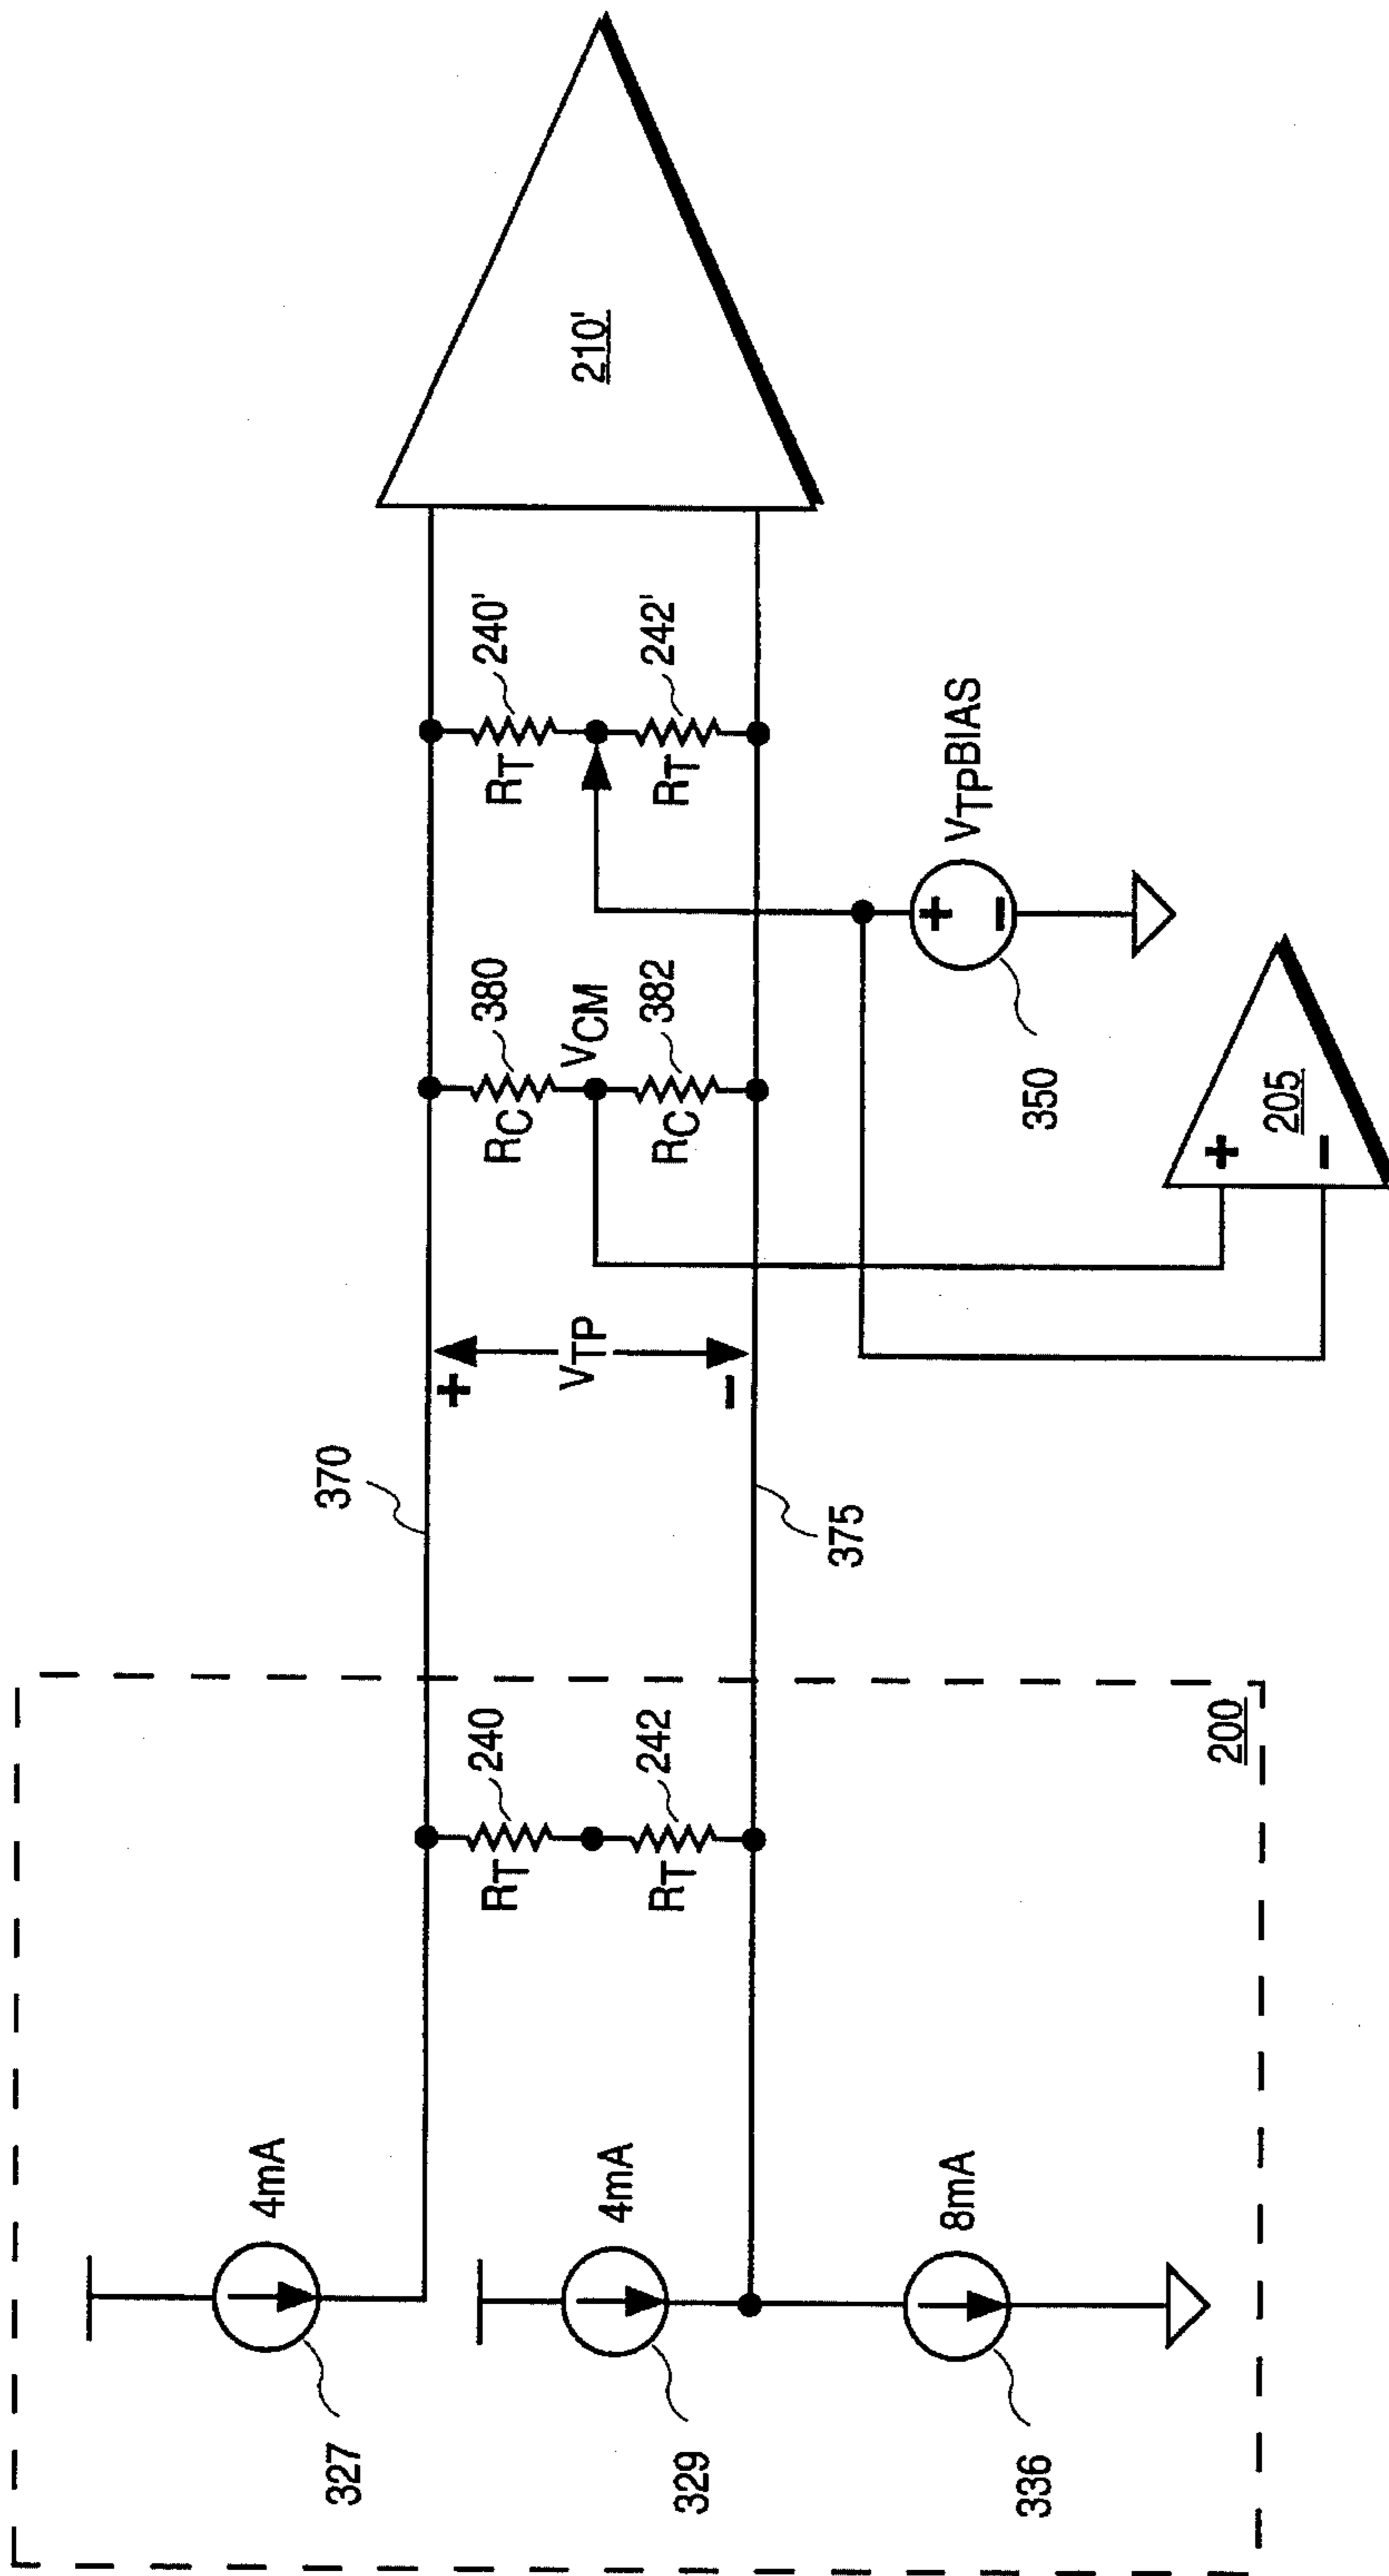 327
4mA
329
4mA
336
8mA
RT
240
RT
242
200
370
375
+
VTP
−
RC
380
VCM
RC
382
RT
240'
RT
242'
210'
+
−
350
VTPBIAS
+
−
205